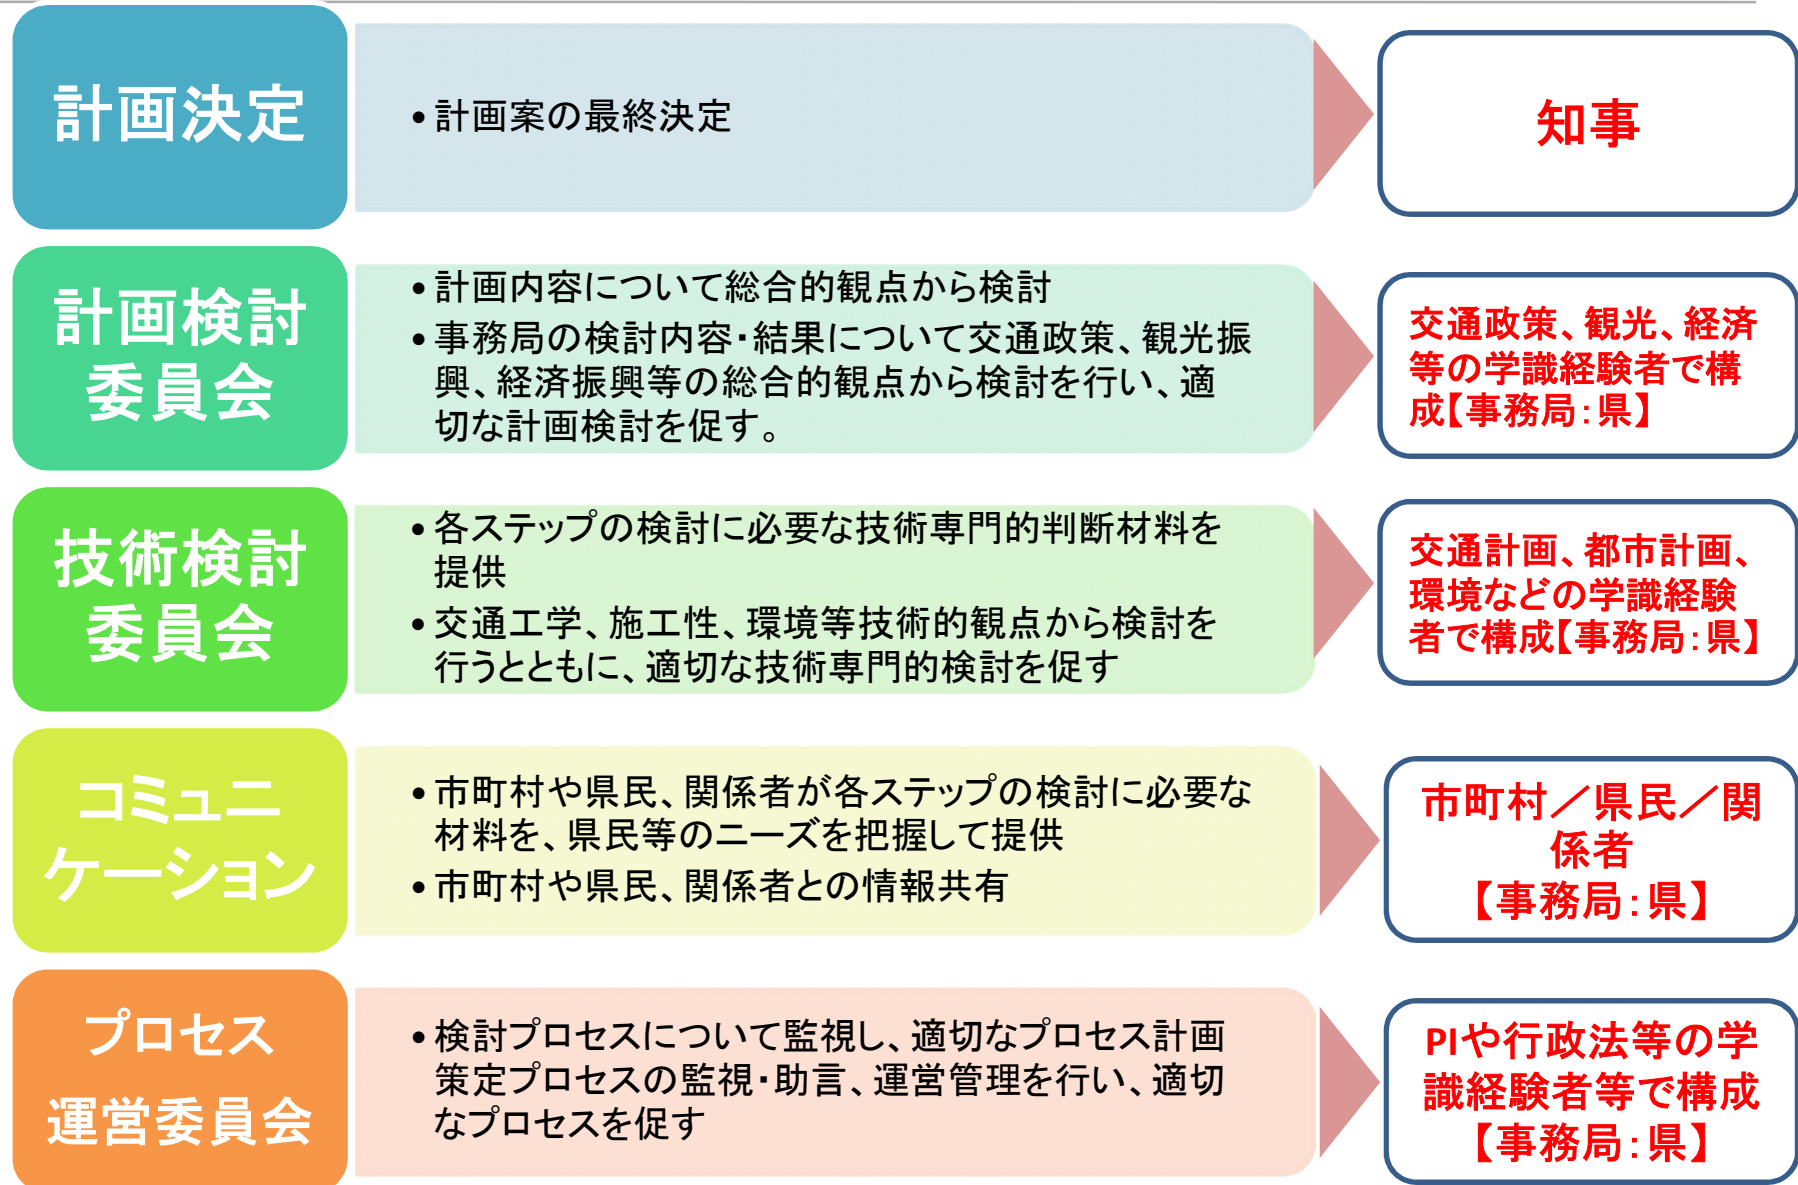 計画決定
•計画案の最終決定
知事
計画検討
委員会
•計画内容について総合的観点から検討
•事務局の検討内容・結果について交通政策、観光振
興、経済振興等の総合的観点から検討を行い、適
切な計画検討を促す。
交通政策、観光、経済
等の学識経験者で構
成【事務局：県】
技術検討
委員会
•各ステップの検討に必要な技術専門的判断材料を
提供
•交通工学、施工性、環境等技術的観点から検討を
行うとともに、適切な技術専門的検討を促す
交通計画、都市計画、
環境などの学識経験
者で構成【事務局：県】
コミュニ
ケーション
•市町村や県民、関係者が各ステップの検討に必要な
材料を、県民等のニーズを把握して提供
•市町村や県民、関係者との情報共有
市町村／県民／関
係者
【事務局：県】
プロセス
運営委員会
•検討プロセスについて監視し、適切なプロセス計画
策定プロセスの監視・助言、運営管理を行い、適切
なプロセスを促す
PIや行政法等の学
識経験者等で構成
【事務局：県】